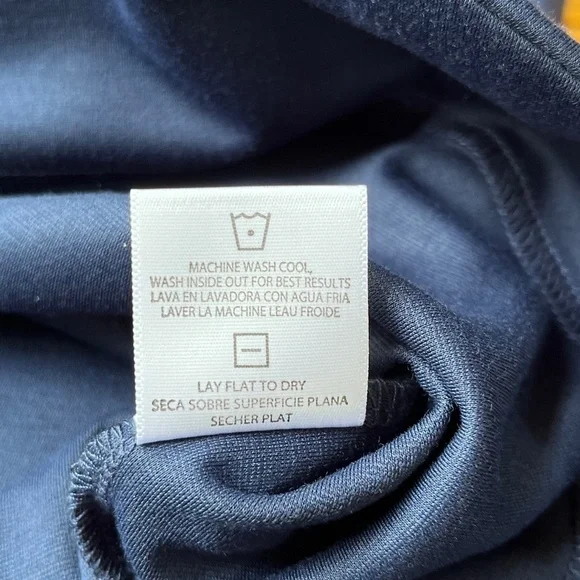 MACHINE WASH COOL,
WASH INSIDE OUT FOR BEST RESULTS
LAVA EN LAVADORA CON AGUA FRIA
LAVER LA MACHINE LEAU FROIDE
LAY FLAT TO DRY
SECA SOBRE SUPERFICIE PLANA
SECHER PLAT